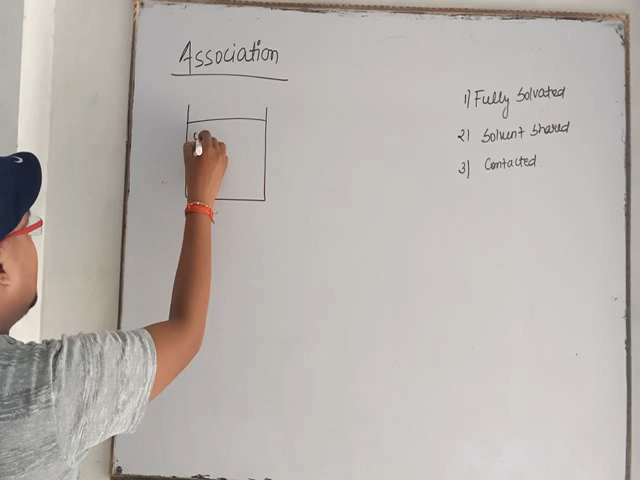 Association
1) Fully Solvated
2) Solvent Shared
3) Contacted